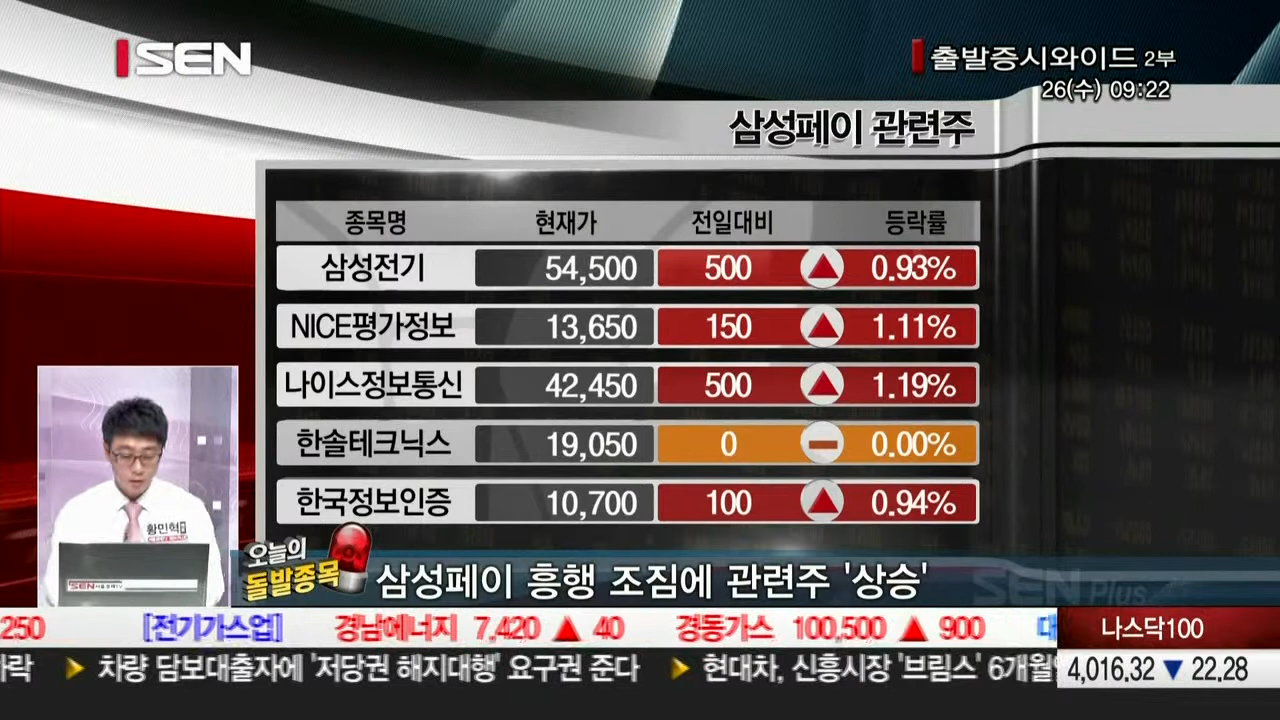 SEN
출발증시와이드 2부
26(수) 09:22
삼성페이 관련주
종목명 현재가 전일대비 등락률
삼성전기 54,500 500 ▲ 0.93%
NICE평가정보 13,650 150 ▲ 1.11%
나이스정보통신 42,450 500 ▲ 1.19%
한솔테크닉스 19,050 0 0.00%
한국정보인증 10,700 100 ▲ 0.94%
황민혁
SEN
오늘의
돌발종목
삼성페이 흥행 조짐에 관련주 '상승'
SEN Plus
250 [전기가스업] 경남에너지 7,420 ▲ 40 경동가스 100,500 ▲ 900 대
나스닥100
차량 담보대출자에 '저당권 해지대행' 요구권 준다 현대차, 신흥시장 '브림스' 6개월
4,016.32 ▼ 22.28